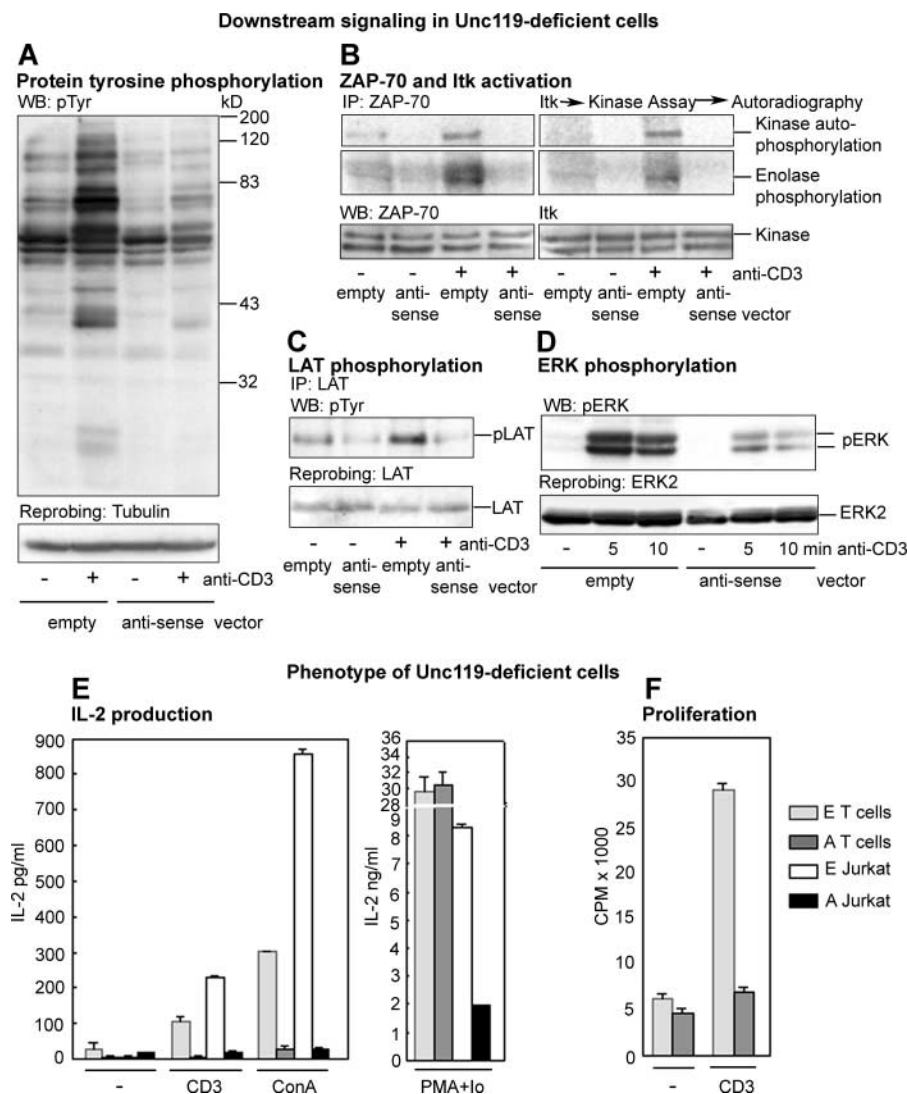 Downstream signaling in Unc119-deficient cells
A
Protein tyrosine phosphorylation
WB: pTyr
kD
200
120
83
43
32
Reprobing: Tubulin
- + - + anti-CD3
empty anti-sense vector
B
ZAP-70 and Itk activation
IP: ZAP-70 Itk Kinase Assay Autoradiography
Kinase auto-
phosphorylation
Enolase
phosphorylation
WB: ZAP-70 Itk
Kinase
- - + + - - + + anti-CD3
empty anti- empty anti- empty anti- empty anti-
sense sense sense sense vector
C
LAT phosphorylation
IP: LAT
WB: pTyr
pLAT
Reprobing: LAT
LAT
- - + + anti-CD3
empty anti- empty anti-
sense sense
D
ERK phosphorylation
WB: pERK
pERK
Reprobing: ERK2
ERK2
- 5 10 - 5 10 min anti-CD3
empty anti-sense vector
Phenotype of Unc119-deficient cells
E
IL-2 production
IL-2 pg/ml
900
800
700
600
500
400
300
200
100
0
- CD3 ConA
IL-2 ng/ml
36
34
32
30
28
9
8
7
6
5
4
3
2
1
0
PMA+Io
F
Proliferation
CPM x 1000
35
30
25
20
15
10
5
0
- CD3
E T cells
A T cells
E Jurkat
A Jurkat